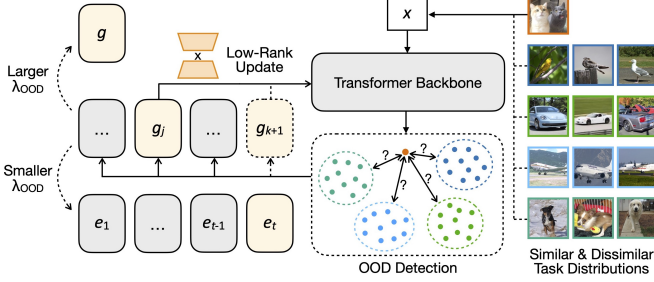 g
x
Low-Rank
Update
x
Larger
λOOD
Transformer Backbone
...
gj
...
gk+1
Smaller
λOOD
? ? ? ?
e1
...
et-1
et
OOD Detection
Similar & Dissimilar
Task Distributions